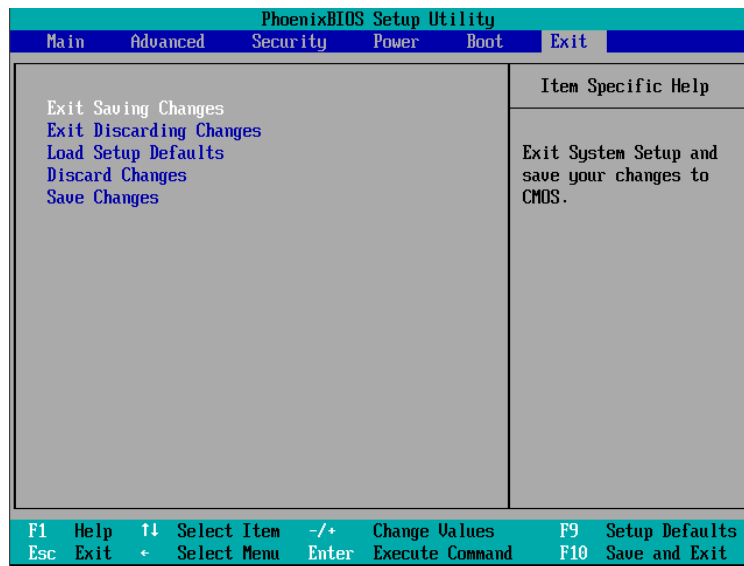 PhoenixBIOS Setup Utility
Main Advanced Security Power Boot Exit
Exit Saving Changes
Exit Discarding Changes
Load Setup Defaults
Discard Changes
Save Changes
Item Specific Help
Exit System Setup and
save your changes to
CMOS.
F1 Help ↑↓ Select Item -/+ Change Values F9 Setup Defaults
Esc Exit ← Select Menu Enter Execute Command F10 Save and Exit